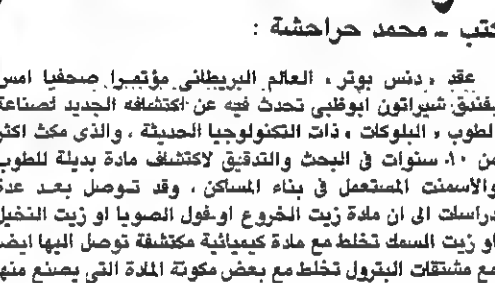 كتب ـ محمد حراحشة :
عقد « دنس بوتر » العالم البريطاني مؤتمرا صحفيا امس
بفندق شيراتون ابوظبي تحدث فيه عن اكتشافه الجديد لصناعة
الطوب « البلوكات » ذات التكنولوجيا الحديثة ، والذى مكث اكثر
من ١٠ سنوات في البحث والتدقيق لاكتشاف مادة بديلة للطوب
والاسمنت المستعمل في بناء المساكن ، وقد توصل بعد عدة
دراسات الى ان مادة زيت الخروع او فول الصويا او زيت النخيل
او زيت السمك تخلط مع مادة كيميائية مكتشفة توصل اليها ايضا
مع مشتقات البترول تخلط مع بعض مكونة المادة التي يصنع منها